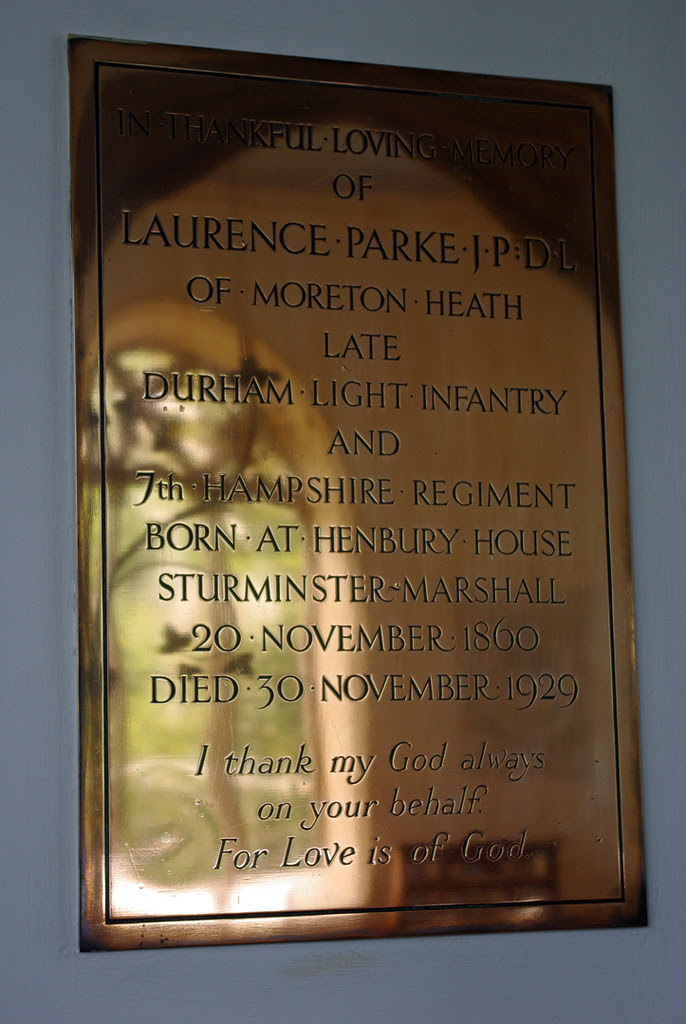 IN·THANKFUL·LOVING·MEMORY
OF
LAURENCE·PARKE·J·P:D·L
OF·MORETON·HEATH
LATE
DURHAM·LIGHT·INFANTRY
AND
7th·HAMPSHIRE·REGIMENT
BORN·AT·HENBURY·HOUSE
STURMINSTER~MARSHALL
20·NOVEMBER·1860
DIED·30·NOVEMBER·1929
I thank my God always
on your behalf.
For Love is of God.